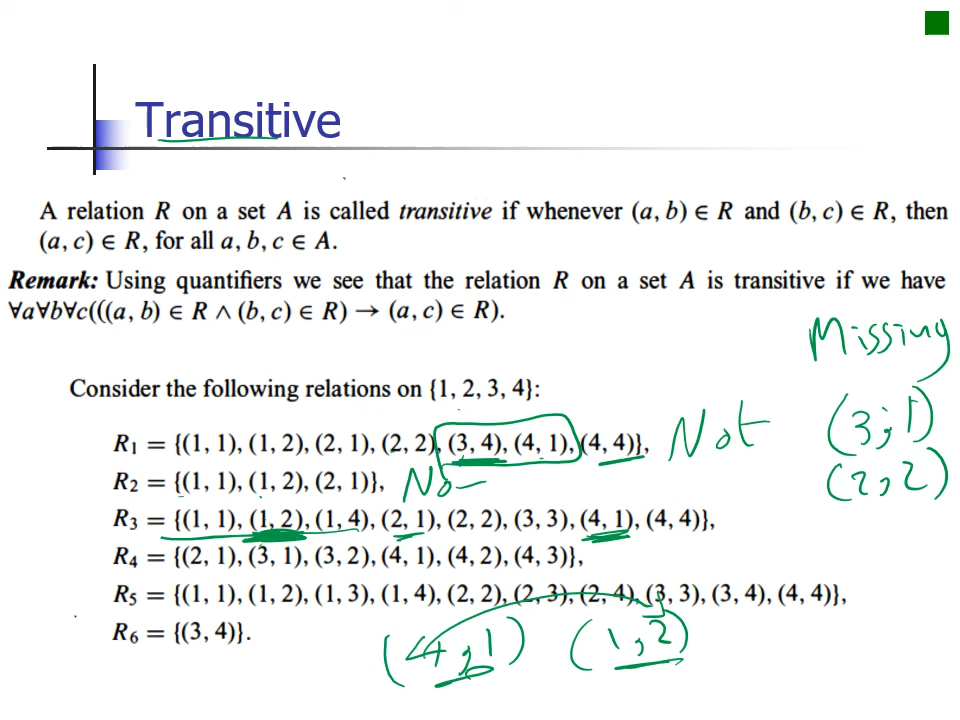 Transitive
A relation R on a set A is called transitive if whenever (a, b) ∈ R and (b, c) ∈ R, then
(a, c) ∈ R, for all a, b, c ∈ A.
Remark: Using quantifiers we see that the relation R on a set A is transitive if we have
∀a∀b∀c(((a, b) ∈ R ∧ (b, c) ∈ R) → (a, c) ∈ R).
Missing
Consider the following relations on {1, 2, 3, 4}:
R₁ = {(1, 1), (1, 2), (2, 1), (2, 2), (3, 4), (4, 1), (4, 4)}, Not (3, 1)
R₂ = {(1, 1), (1, 2), (2, 1)}, No (2, 2)
R₃ = {(1, 1), (1, 2), (1, 4), (2, 1), (2, 2), (3, 3), (4, 1), (4, 4)},
R₄ = {(2, 1), (3, 1), (3, 2), (4, 1), (4, 2), (4, 3)},
R₅ = {(1, 1), (1, 2), (1, 3), (1, 4), (2, 2), (2, 3), (2, 4), (3, 3), (3, 4), (4, 4)},
R₆ = {(3, 4)}. (4, 1) (1, 2)